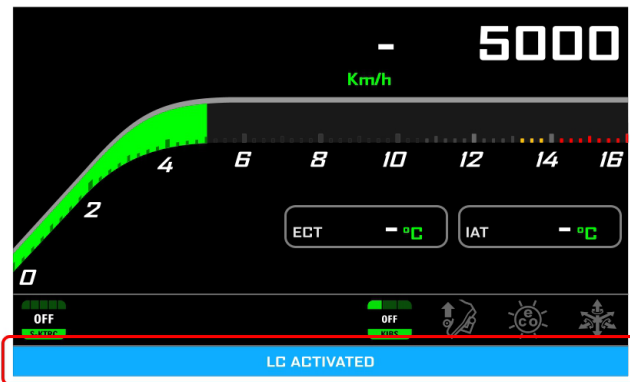 - 5000
Km/h
0 2 4 6 8 10 12 14 16
ECT - °C IAT - °C
OFF OFF eco
S-KTRC KIBS
LC ACTIVATED